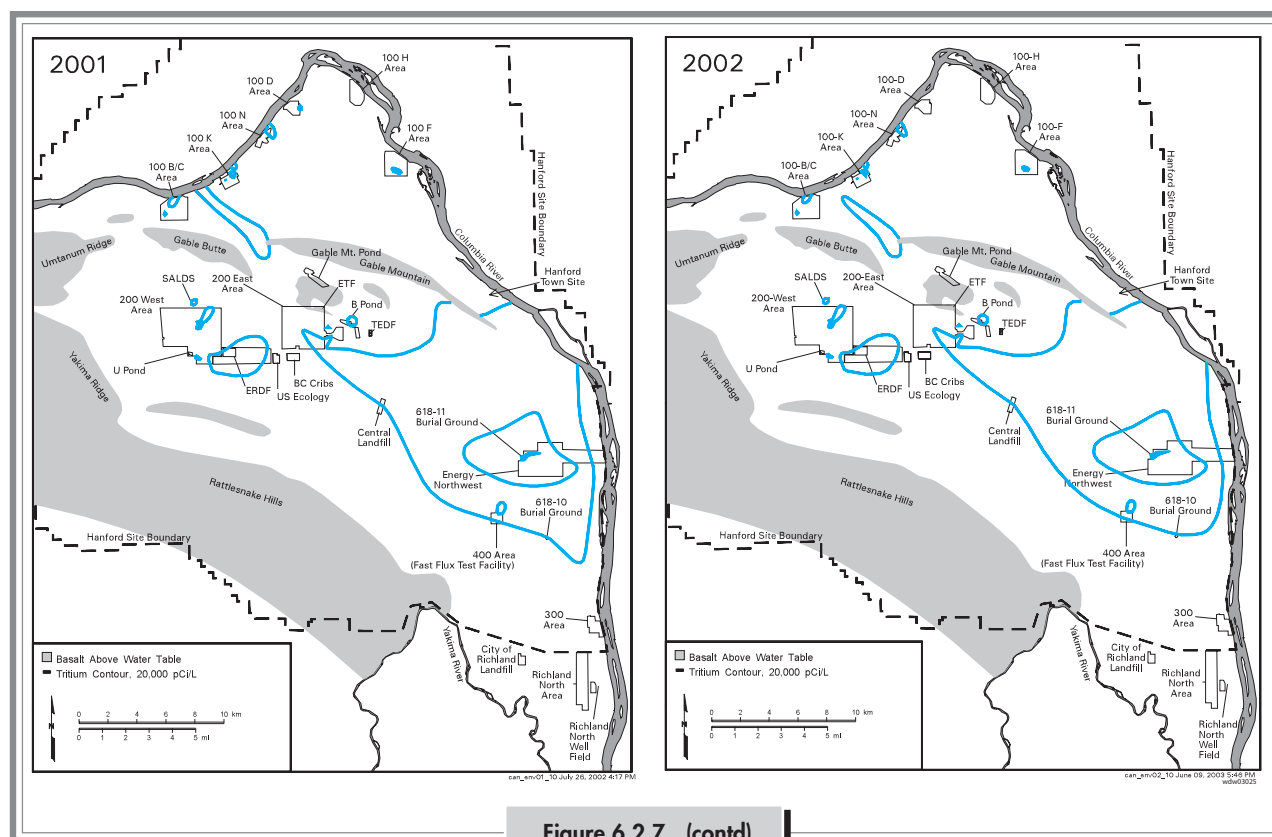 2001
100 H
Area
100 D
Area
100 N
Area
100 K
Area
100 F
Area
100 B/C
Area
Hanford Site Boundary
Columbia River
Umtanum Ridge
Gable Butte
Gable Mt. Pond
Gable Mountain
Hanford
Town Site
SALDS
200 East
Area
ETF
200 West
Area
B Pond
TEDF
U Pond
Yakima Ridge
ERDF
BC Cribs
US Ecology
Central
Landfill
618-11
Burial Ground
Energy
Northwest
Rattlesnake Hills
618-10
Burial Ground
Hanford Site Boundary
400 Area
(Fast Flux Test Facility)
300
Area
Yakima River
City of
Richland
Landfill
Richland
North
Area
Richland
North
Well
Field
Basalt Above Water Table
Tritium Contour, 20,000 pCi/L
N
0 2 4 6 8 10 km
0 1 2 3 4 5 mi
can_env01_10 July 26, 2002 4:17 PM
2002
100-H
Area
100-D
Area
100-N
Area
100-K
Area
100-F
Area
100-B/C
Area
Hanford Site Boundary
Columbia River
Umtanum Ridge
Gable Butte
Gable Mt. Pond
Gable Mountain
Hanford
Town Site
SALDS
200-East
Area
ETF
200-West
Area
B Pond
TEDF
U Pond
Yakima Ridge
ERDF
BC Cribs
US Ecology
Central
Landfill
618-11
Burial Ground
Energy
Northwest
Rattlesnake Hills
618-10
Burial Ground
Hanford Site Boundary
400 Area
(Fast Flux Test Facility)
300
Area
Yakima River
City of
Richland
Landfill
Richland
North
Area
Richland
North
Well
Field
Basalt Above Water Table
Tritium Contour, 20,000 pCi/L
N
0 2 4 6 8 10 km
0 1 2 3 4 5 mi
can_env02_10 June 09, 2003 5:46 PM
wdw03025
Figure 6.2.7. (contd)